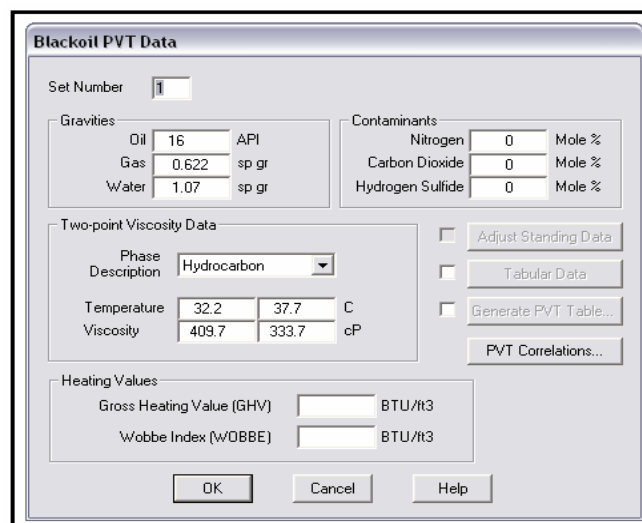 Blackoil PVT Data
Set Number 1
Gravities
Oil 16 API
Gas 0.622 sp gr
Water 1.07 sp gr
Contaminants
Nitrogen 0 Mole %
Carbon Dioxide 0 Mole %
Hydrogen Sulfide 0 Mole %
Two-point Viscosity Data
Phase
Description Hydrocarbon
Temperature 32.2 37.7 C
Viscosity 409.7 333.7 cP
Adjust Standing Data
Tabular Data
Generate PVT Table...
PVT Correlations...
Heating Values
Gross Heating Value (GHV) BTU/ft3
Wobbe Index (WOBBE) BTU/ft3
OK Cancel Help